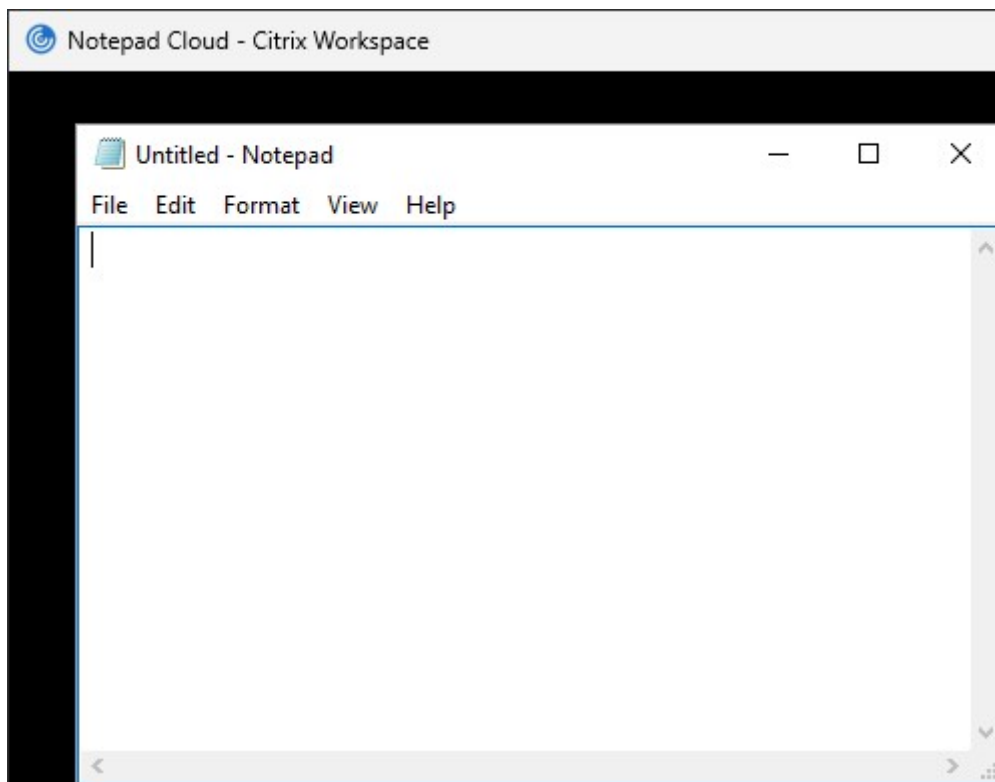 Notepad Cloud - Citrix Workspace
Untitled - Notepad
File Edit Format View Help